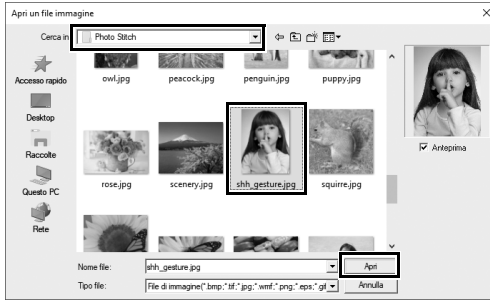 Apri un file immagine
Cerca in Photo Stitch
Accesso rapido
Desktop
Raccolte
Questo PC
Rete
owl.jpg peacock.jpg penguin.jpg puppy.jpg
rose.jpg scenery.jpg shh_gesture.jpg squirre.jpg
Anteprima
Nome file: shh_gesture.jpg Apri
Tipo file: File di immagine(*.bmp;*.tif;*.jpg;*.wmf;*.png;*.eps;*.gif Annulla